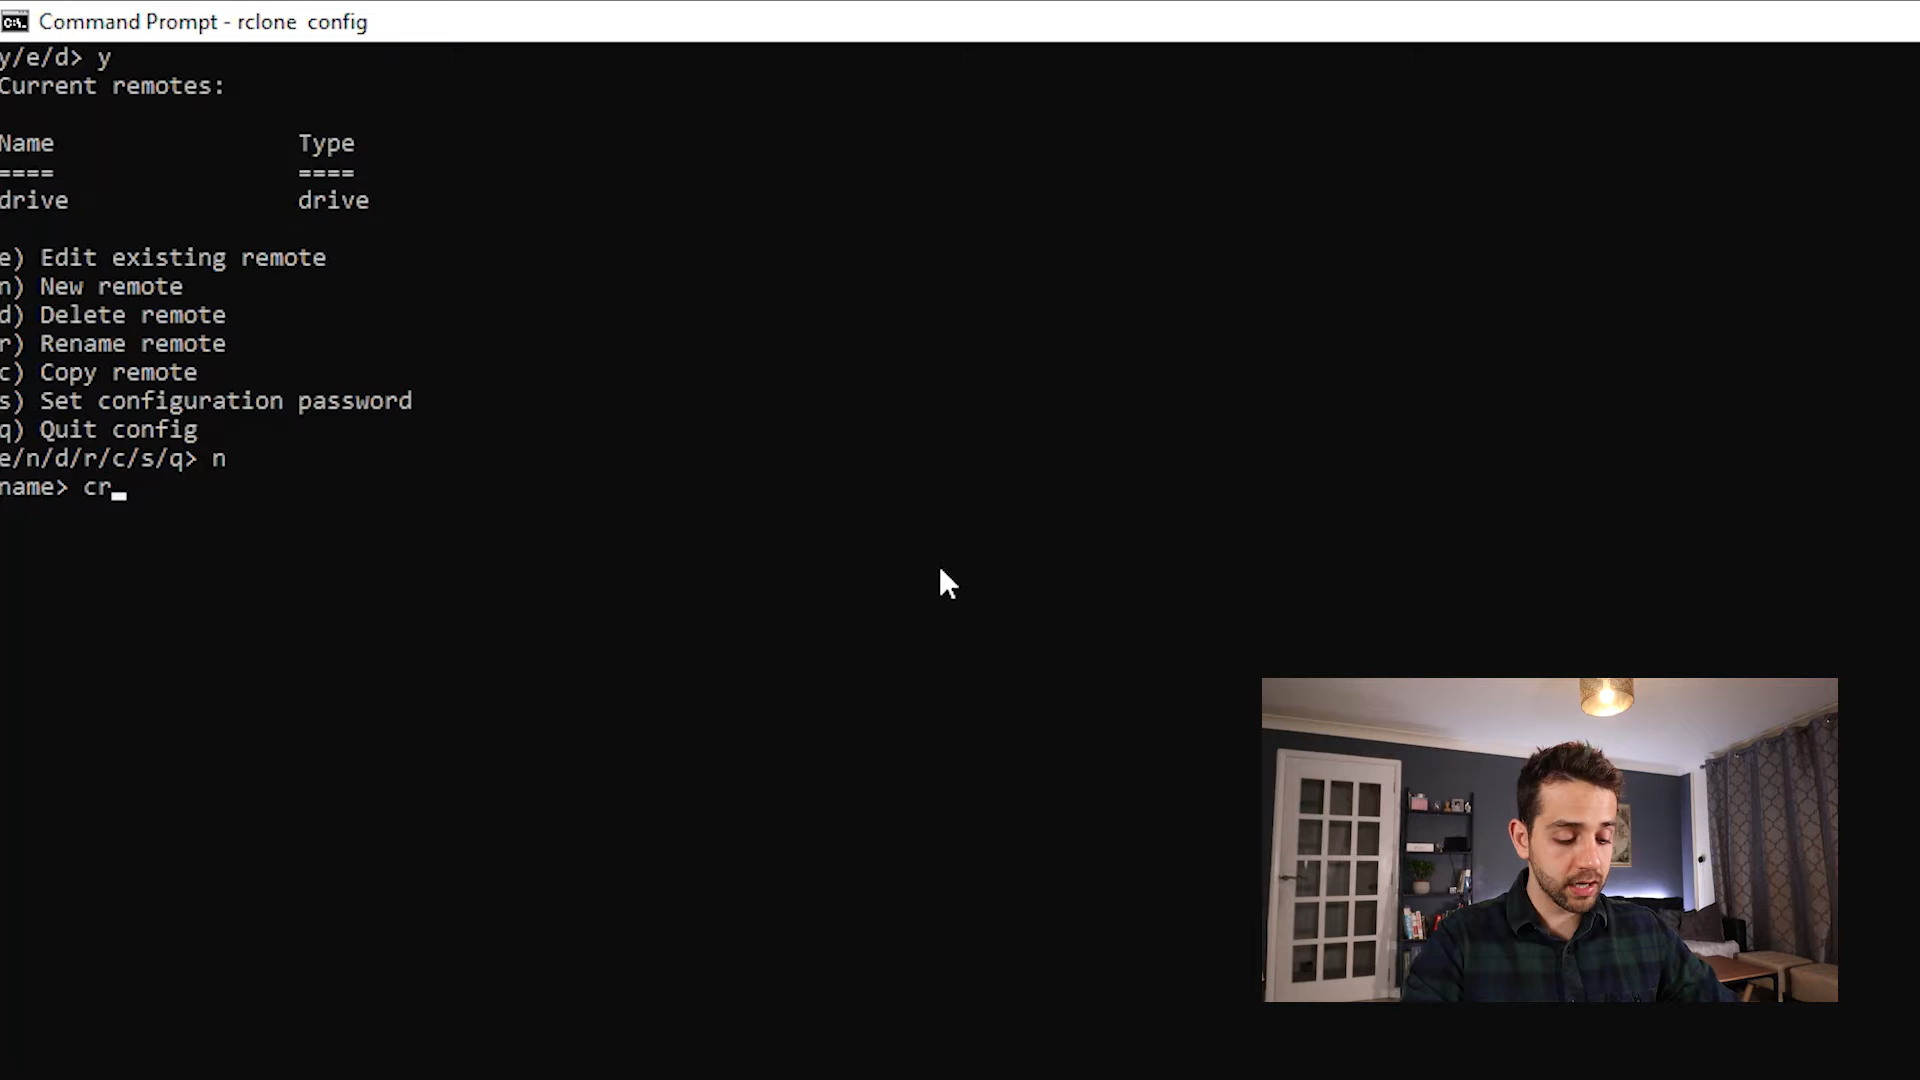 Command Prompt - rclone  config
y/e/d> y
Current remotes:
Name                 Type
====                 ====
drive                drive
e) Edit existing remote
n) New remote
d) Delete remote
r) Rename remote
c) Copy remote
s) Set configuration password
q) Quit config
e/n/d/r/c/s/q> n
name> cr